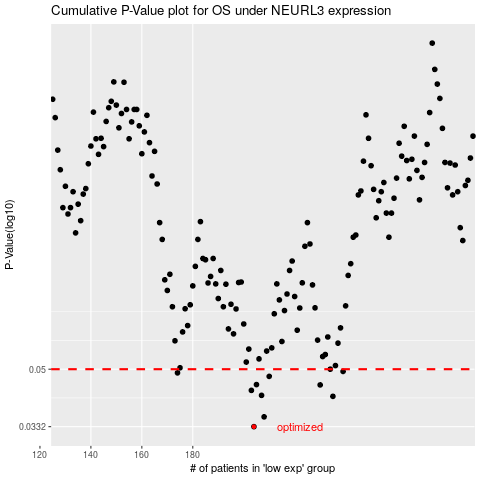 Cumulative P-Value plot for OS under NEURL3 expression
P-Value(log10)
0.05
0.0332
optimized
120 140 160 180
# of patients in 'low exp' group